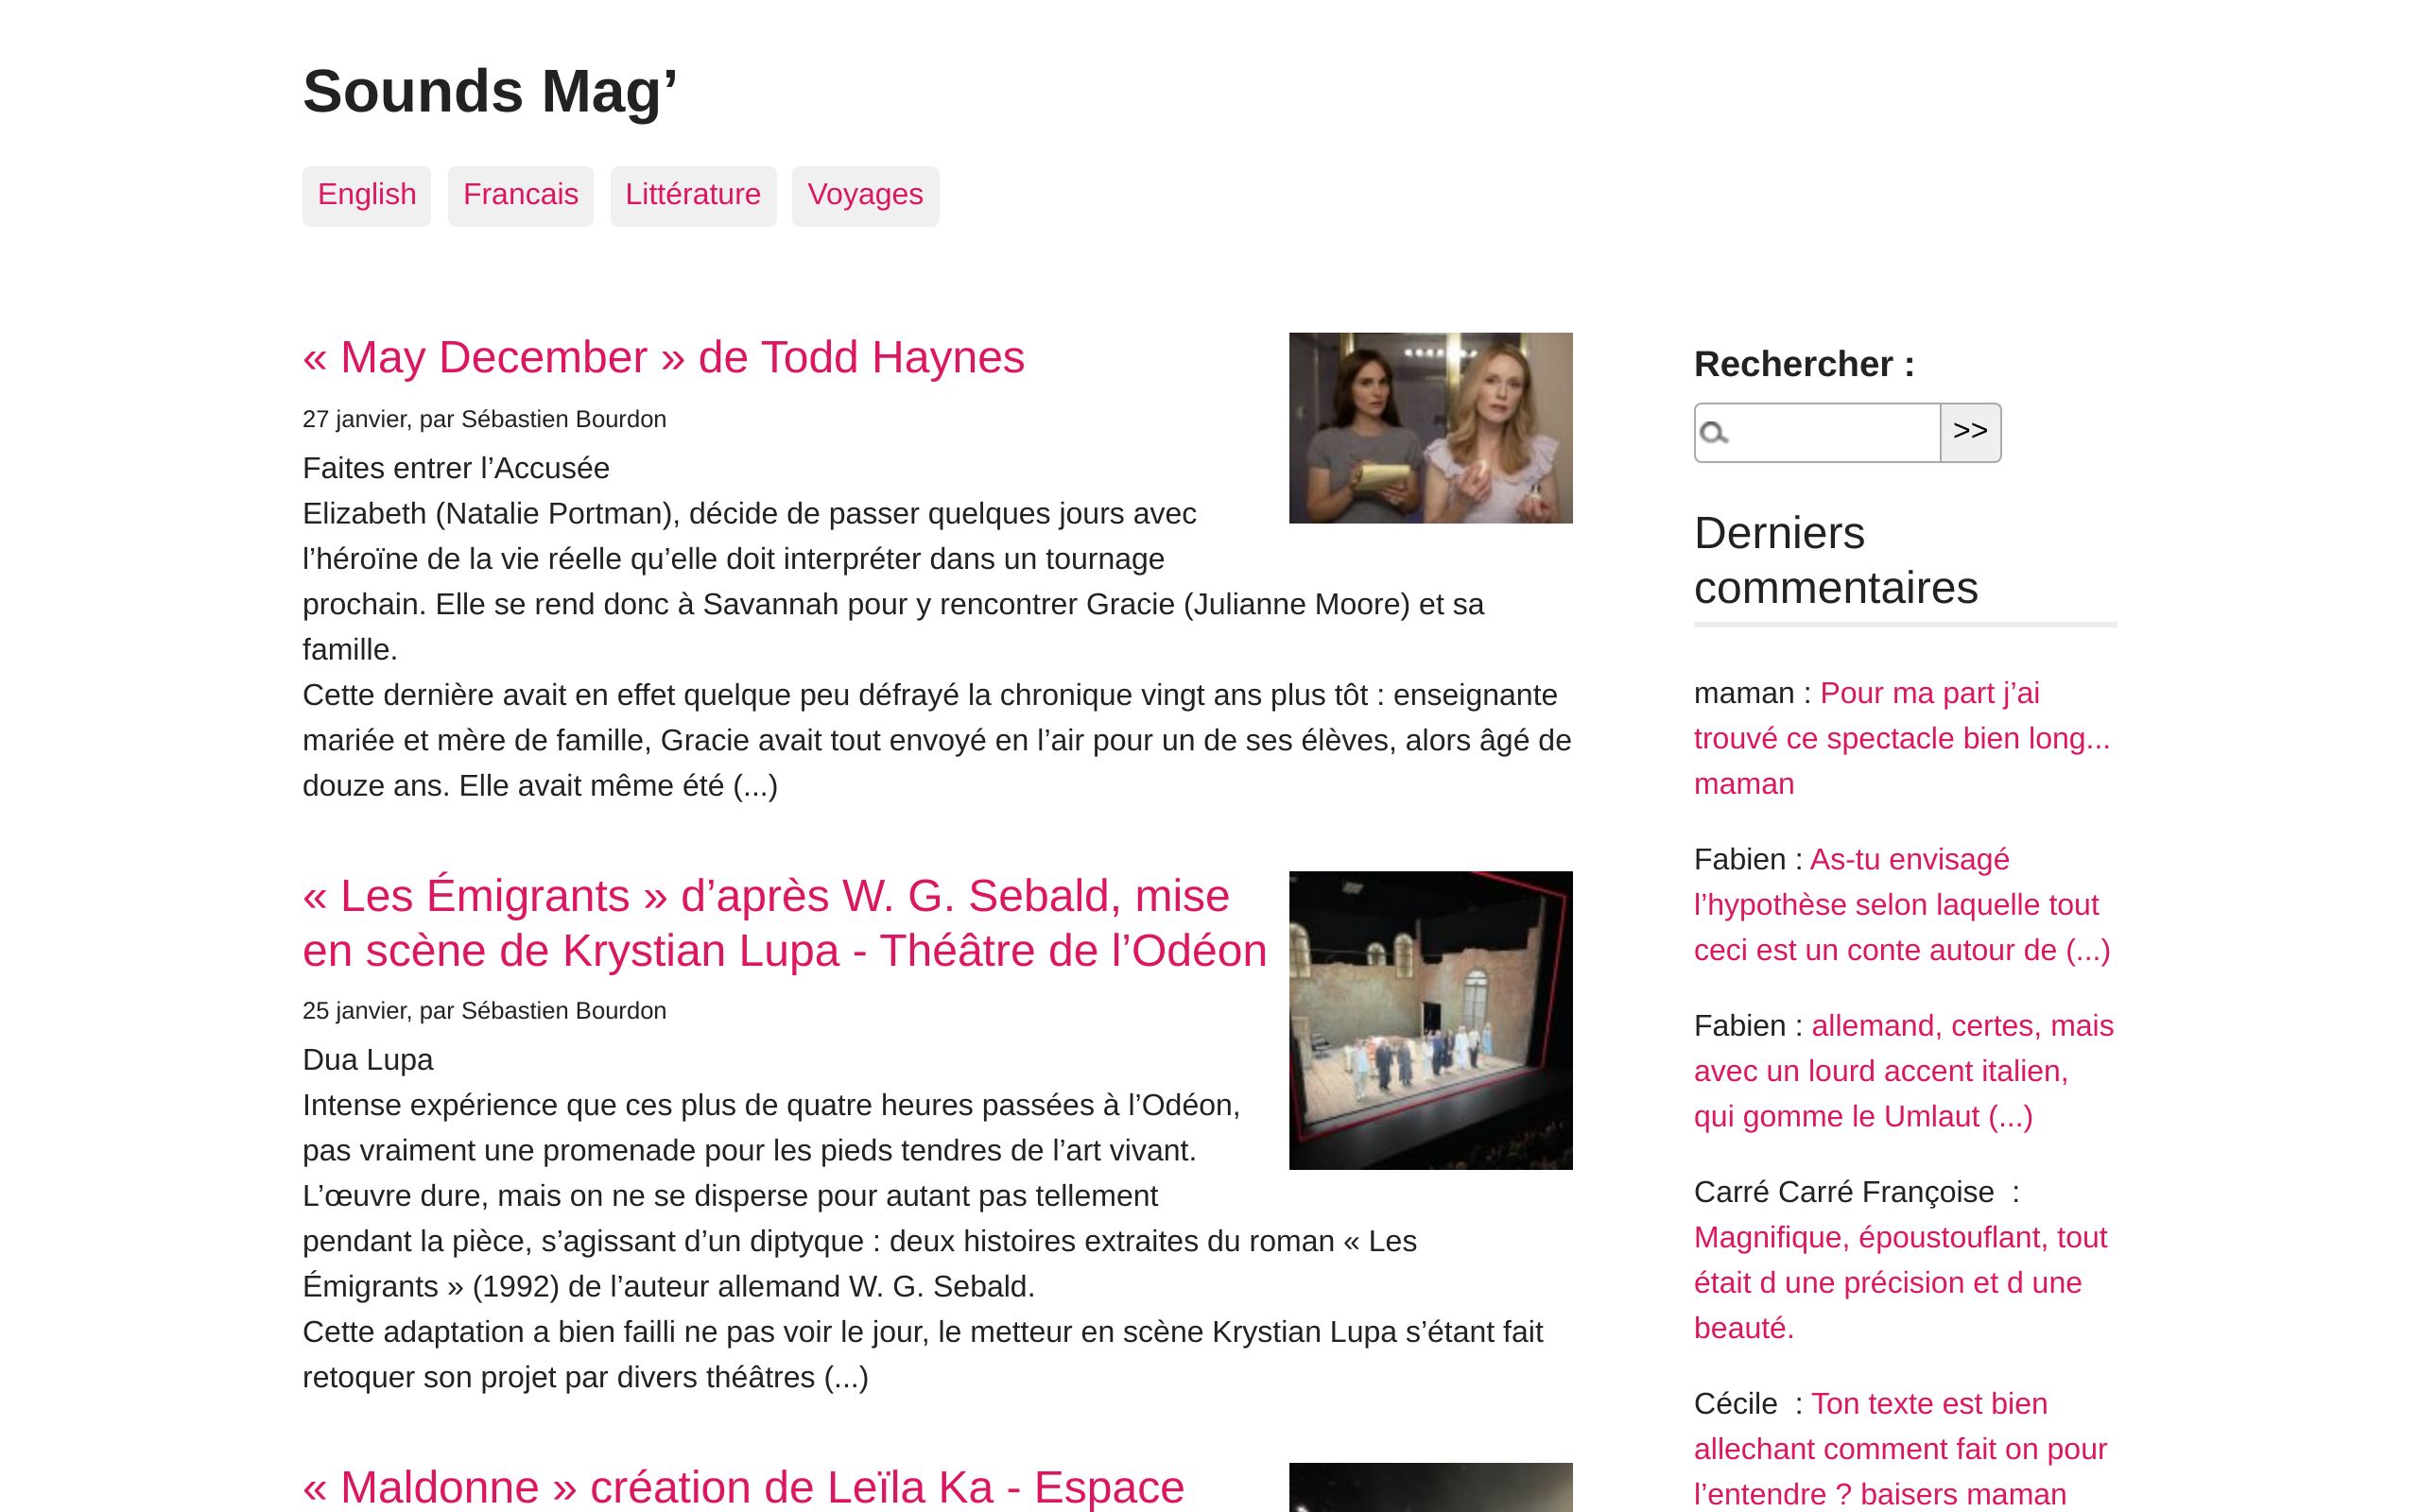 Sounds Mag’
English Francais Littérature Voyages
« May December » de Todd Haynes
27 janvier, par Sébastien Bourdon
Faites entrer l’Accusée
Elizabeth (Natalie Portman), décide de passer quelques jours avec
l’héroïne de la vie réelle qu’elle doit interpréter dans un tournage
prochain. Elle se rend donc à Savannah pour y rencontrer Gracie (Julianne Moore) et sa
famille.
Cette dernière avait en effet quelque peu défrayé la chronique vingt ans plus tôt : enseignante
mariée et mère de famille, Gracie avait tout envoyé en l’air pour un de ses élèves, alors âgé de
douze ans. Elle avait même été (...)
« Les Émigrants » d’après W. G. Sebald, mise
en scène de Krystian Lupa - Théâtre de l’Odéon
25 janvier, par Sébastien Bourdon
Dua Lupa
Intense expérience que ces plus de quatre heures passées à l’Odéon,
pas vraiment une promenade pour les pieds tendres de l’art vivant.
L’œuvre dure, mais on ne se disperse pour autant pas tellement
pendant la pièce, s’agissant d’un diptyque : deux histoires extraites du roman « Les
Émigrants » (1992) de l’auteur allemand W. G. Sebald.
Cette adaptation a bien failli ne pas voir le jour, le metteur en scène Krystian Lupa s’étant fait
retoquer son projet par divers théâtres (...)
« Maldonne » création de Leïla Ka - Espace
Rechercher :
>>
Derniers
commentaires
maman : Pour ma part j’ai
trouvé ce spectacle bien long...
maman
Fabien : As-tu envisagé
l’hypothèse selon laquelle tout
ceci est un conte autour de (...)
Fabien : allemand, certes, mais
avec un lourd accent italien,
qui gomme le Umlaut (...)
Carré Carré Françoise  :
Magnifique, époustouflant, tout
était d une précision et d une
beauté.
Cécile  : Ton texte est bien
allechant comment fait on pour
l’entendre ? baisers maman